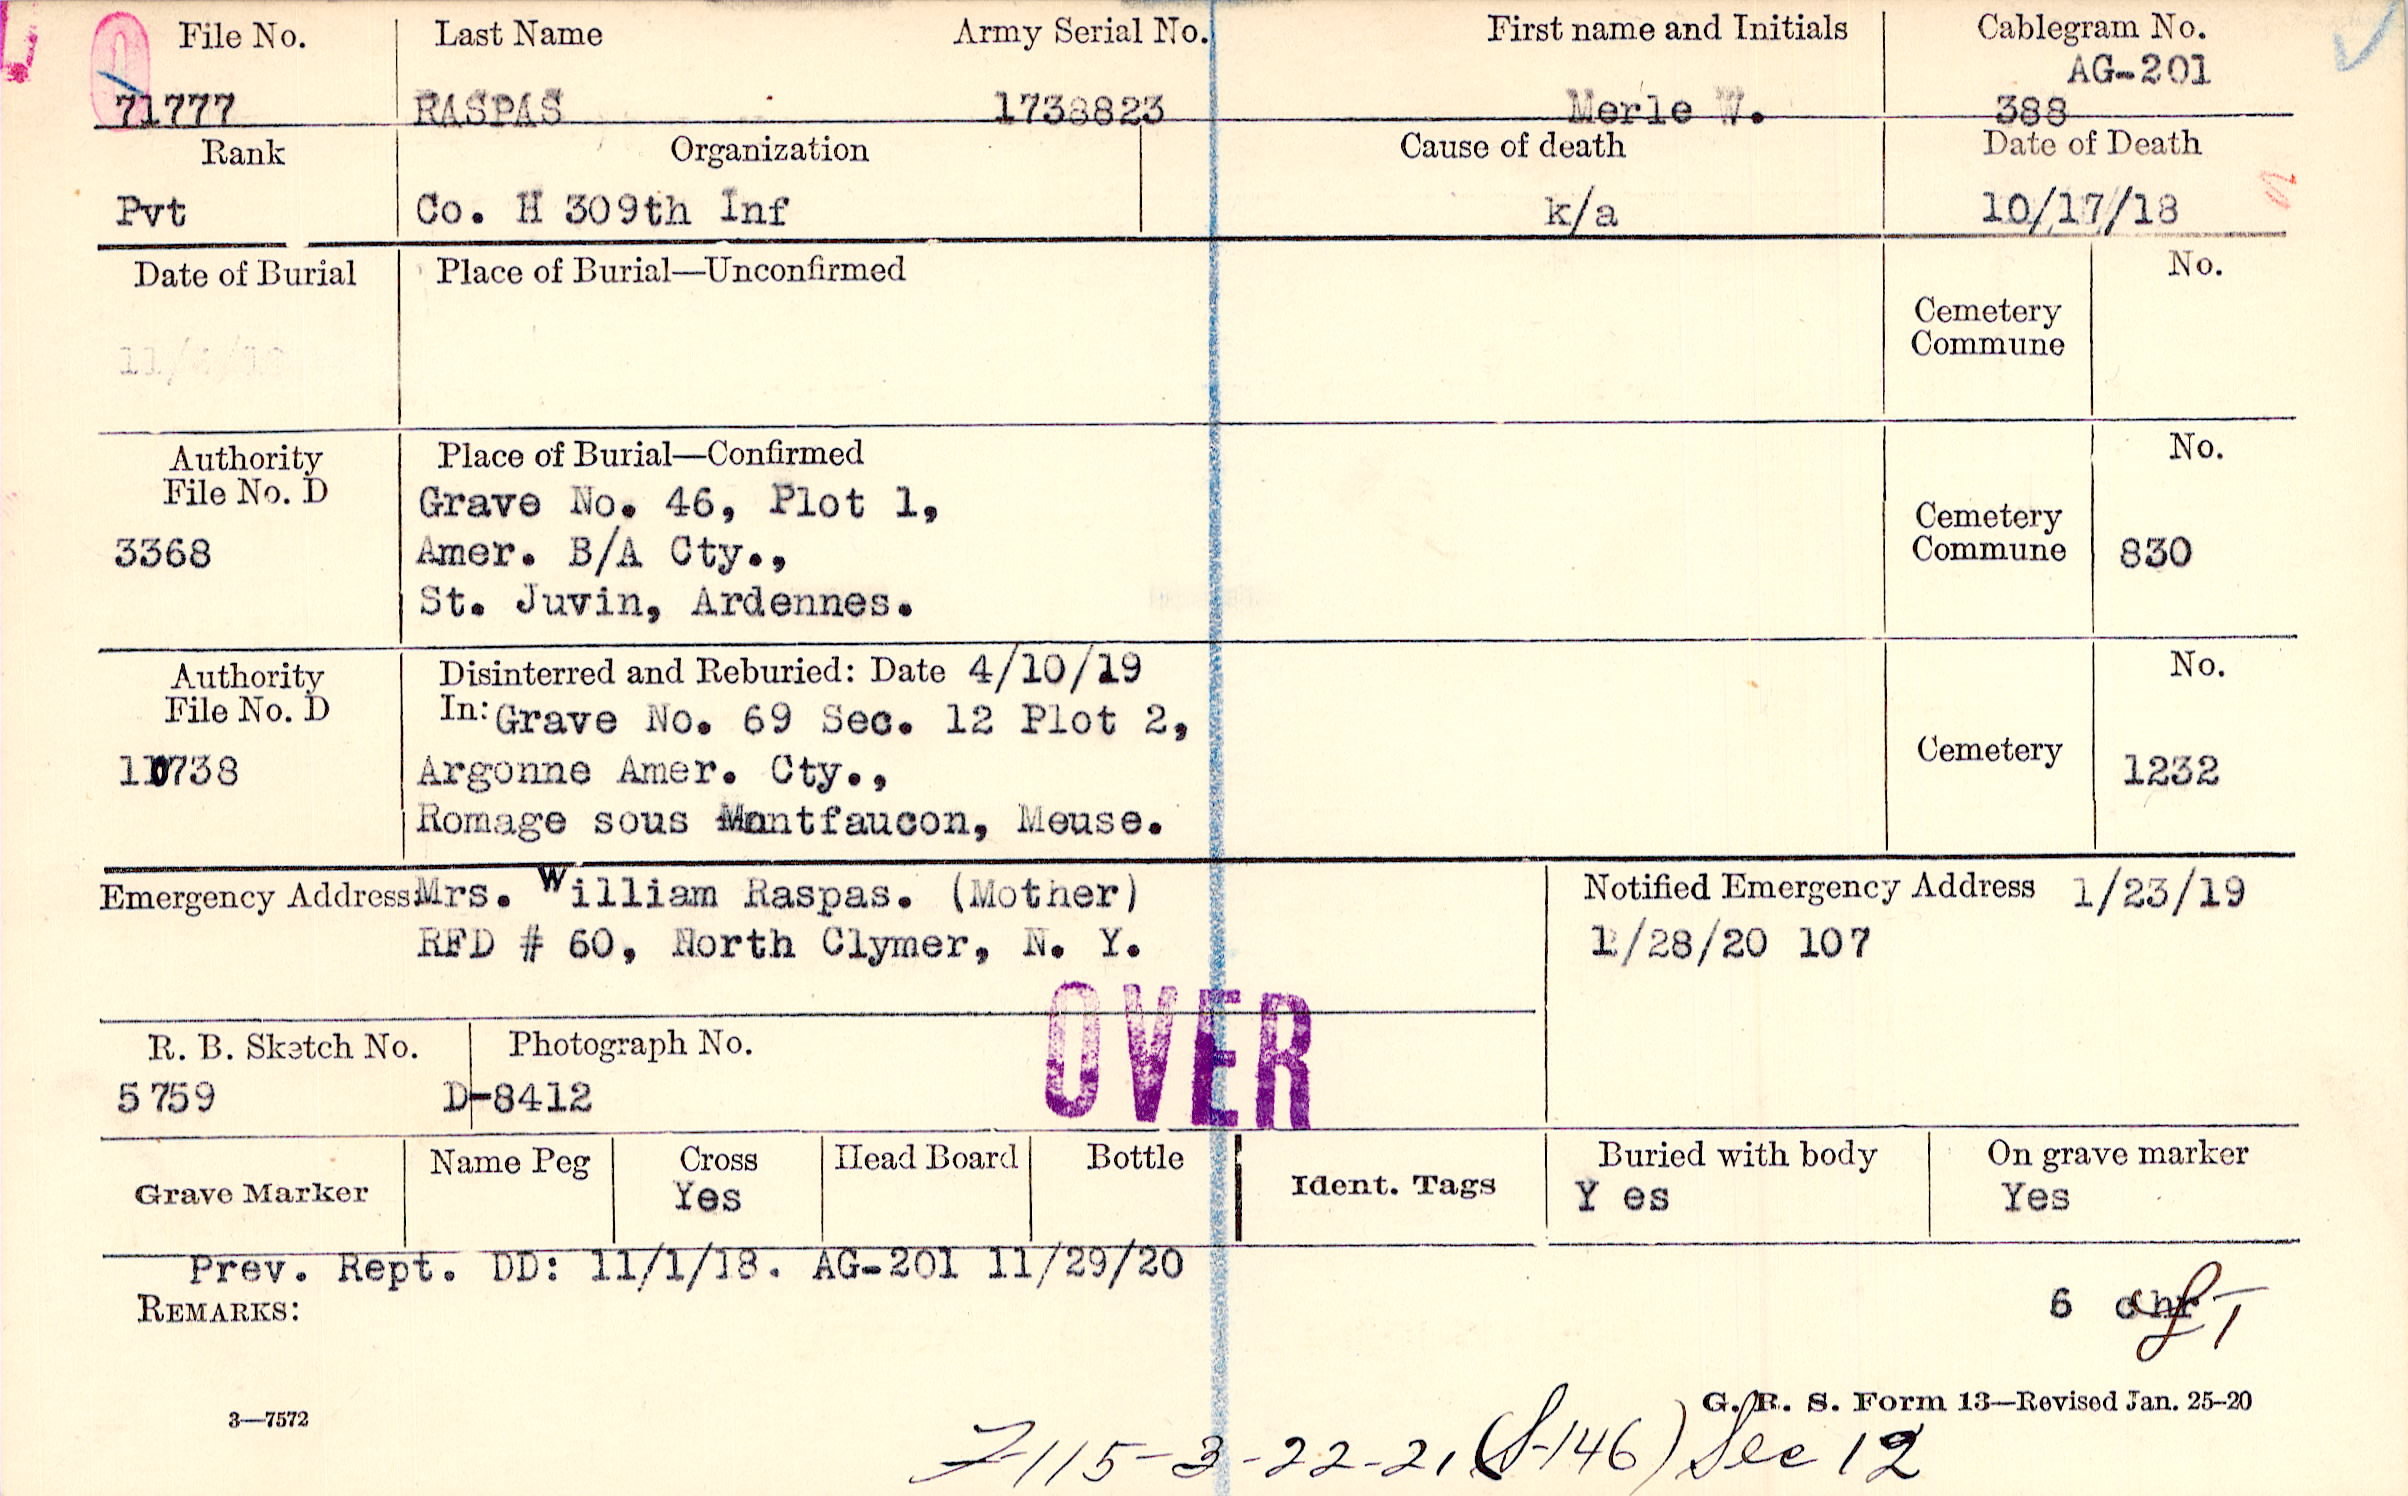 File No. Last Name Army Serial No. First name and Initials Cablegram No.
AG-201
71777 RASPAS 1738823 Merle W. 388
Rank Organization Cause of death Date of Death
Pvt Co. H 309th Inf k/a 10/17/18
Date of Burial Place of Burial—Unconfirmed No.
Cemetery
Commune
Authority Place of Burial—Confirmed No.
File No. D Grave No. 46, Plot 1,
Cemetery
3368 Amer. B/A Cty., Commune 830
St. Juvin, Ardennes.
Authority Disinterred and Reburied: Date 4/10/19 No.
File No. D In: Grave No. 69 Sec. 12 Plot 2,
Cemetery
Argonne Amer. Cty., 1232
Romage sous Montfaucon, Meuse.
Emergency Address: Mrs. William Raspas. (Mother) Notified Emergency Address 1/23/19
RFD # 60, North Clymer, N. Y. 1/28/20 107
OVER
R. B. Sketch No. Photograph No.
5759 D-8412
Grave Marker Name Peg Cross Head Board Bottle Ident. Tags Buried with body On grave marker
Yes Y es Yes
Prev. Rept. DD: 11/1/18. AG-201 11/29/20
REMARKS: 6
3—7572 G. R. S. Form 13—Revised Jan. 25-20
7115-3-22-21 (S-146) Sec 12